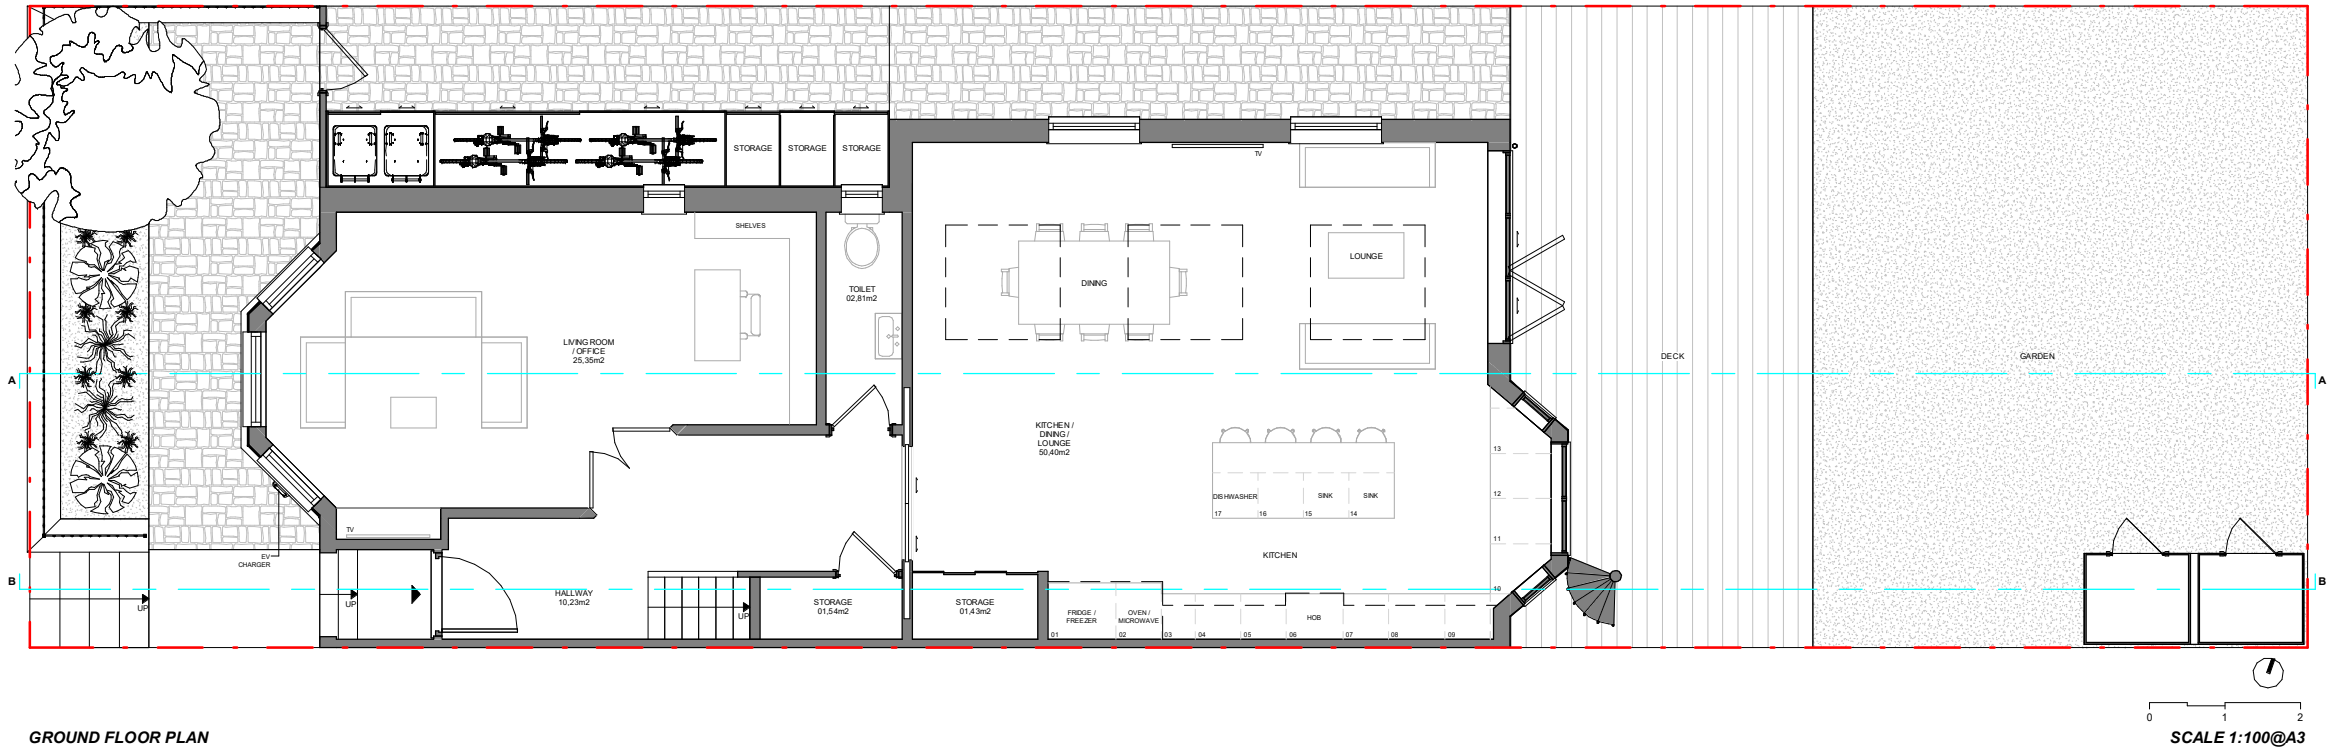 STORAGE
STORAGE
STORAGE
TV
SHELVES
LOUNGE
DINING
TOILET
02,81m2
LIVING ROOM
/ OFFICE
25,35m2
DECK
GARDEN
A
A
KITCHEN /
DINING /
LOUNGE
50,40m2
13
DISHWASHER
SINK
SINK
12
17
16
15
14
TV
11
KITCHEN
EV
CHARGER
B
B
10
HALLWAY
10,23m2
STORAGE
01,54m2
STORAGE
01,43m2
UP
UP
UP
FRIDGE /
FREEZER
OVEN /
MICROWAVE
HOB
01
02
03
04
05
06
07
08
09
0
1
2
GROUND FLOOR PLAN
SCALE 1:100@A3